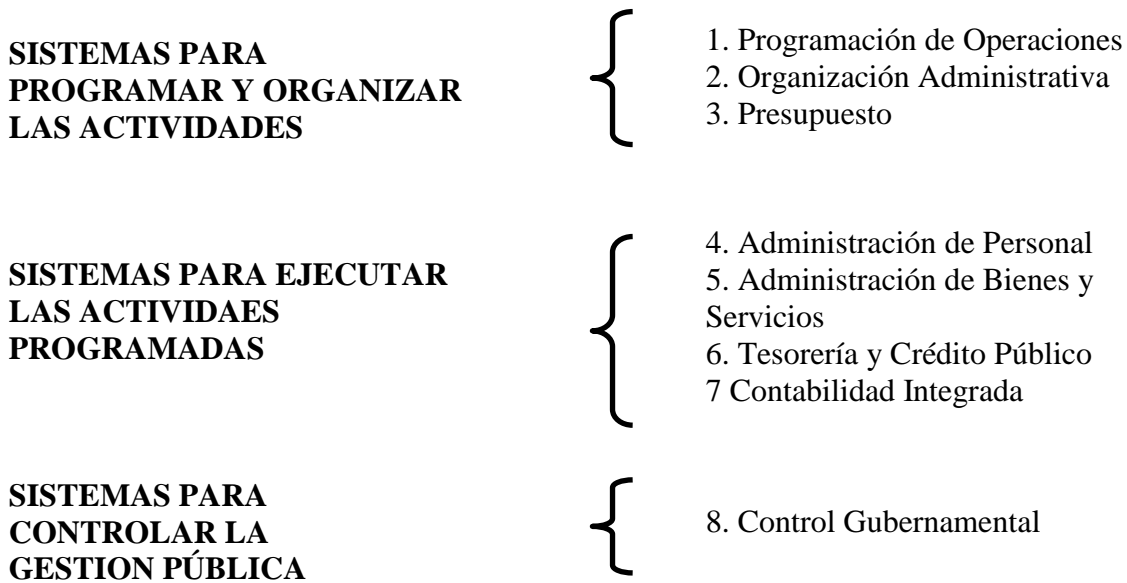 SISTEMAS PARA
PROGRAMAR Y ORGANIZAR
LAS ACTIVIDADES
1. Programación de Operaciones
2. Organización Administrativa
3. Presupuesto
SISTEMAS PARA EJECUTAR
LAS ACTIVIDAES
PROGRAMADAS
4. Administración de Personal
5. Administración de Bienes y
Servicios
6. Tesorería y Crédito Público
7 Contabilidad Integrada
SISTEMAS PARA
CONTROLAR LA
GESTION PÚBLICA
8. Control Gubernamental